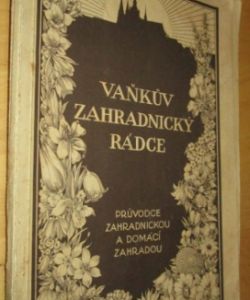 VAŇKŮV
ZAHRADNICKÝ
RÁDCE
PRŮVODCE
ZAHRADNICKOU
A DOMÁCÍ
ZAHRADOU